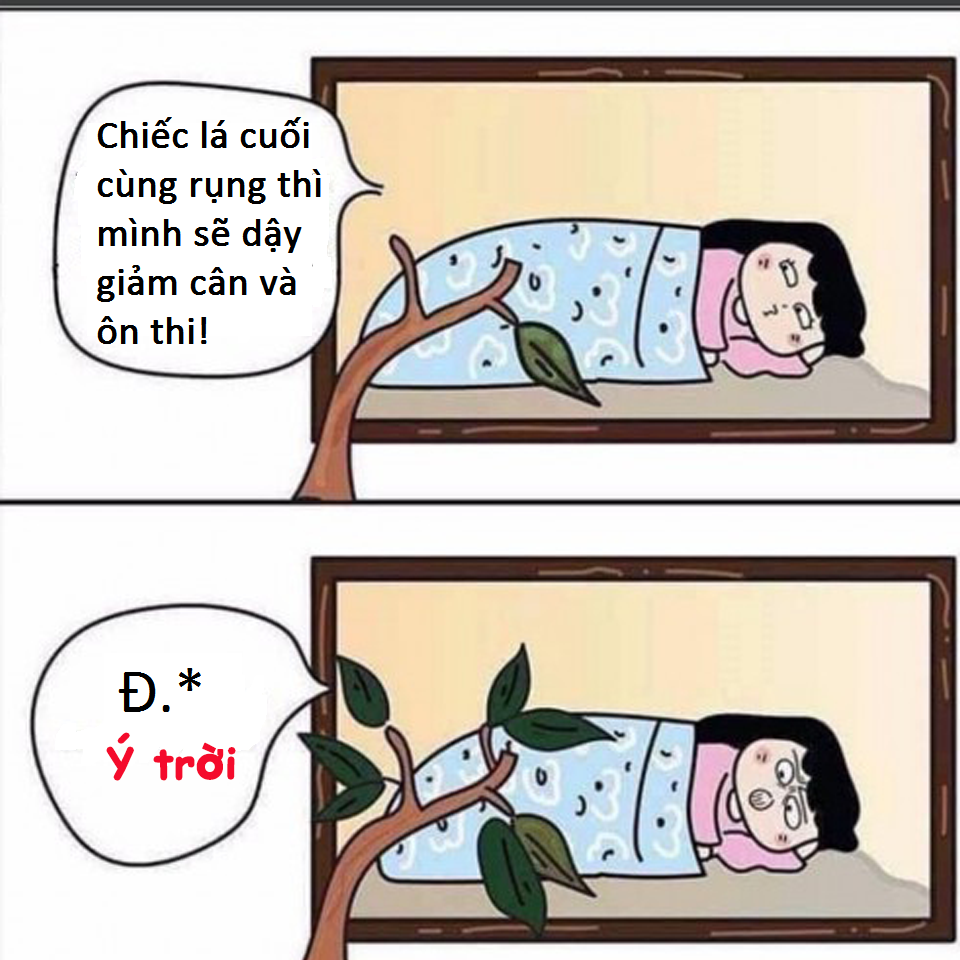 Chiếc lá cuối
cùng rụng thì
mình sẽ dậy
giảm cân và
ôn thi!
Đ.*
Ý trời